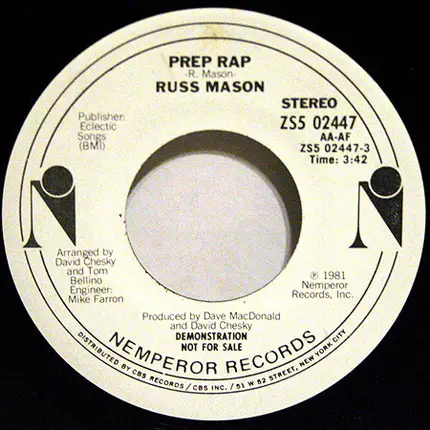 PREP RAP
-R. Mason-
RUSS MASON
Publisher:
Eclectic
Songs
(BMI)
STEREO
ZS5 02447
AA-AF
ZS5 02447-3
Time: 3:42
Arranged by
David Chesky
and Tom
Bellino
Engineer:
Mike Farron
℗ 1981
Nemperor
Records, Inc.
Produced by Dave MacDonald
and David Chesky
DEMONSTRATION
NOT FOR SALE
NEMPEROR RECORDS
DISTRIBUTED BY CBS RECORDS / CBS INC. / 51 W 52 STREET, NEW YORK CITY